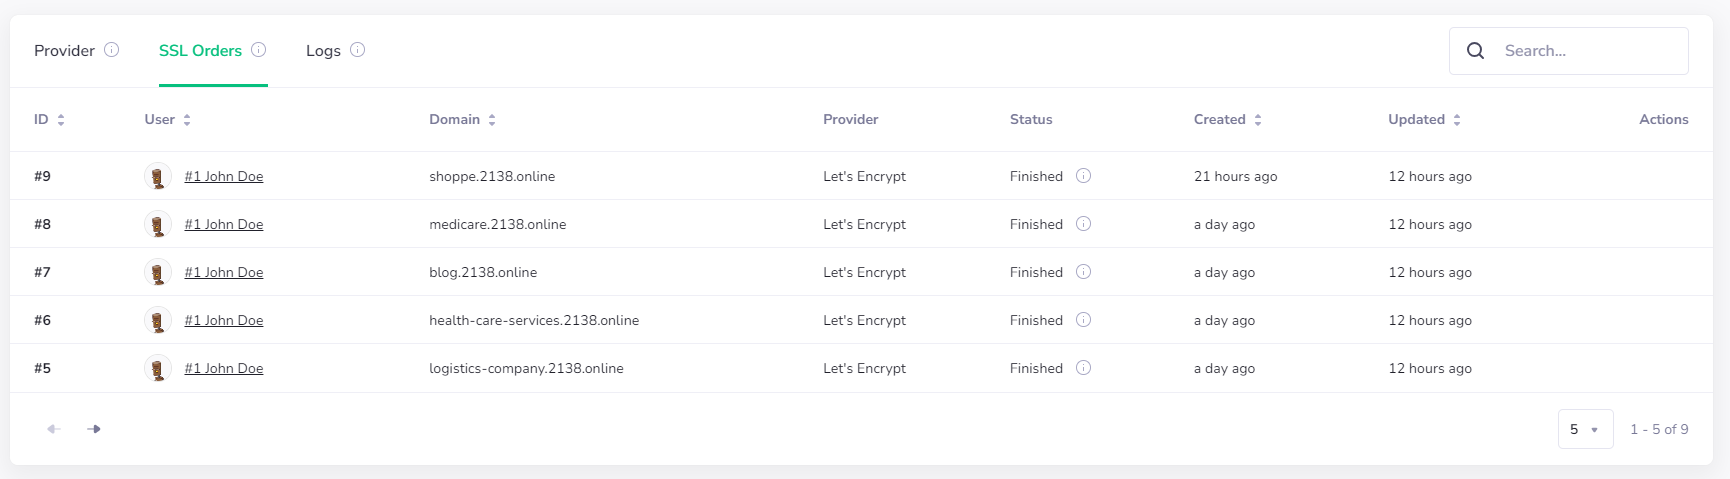 Provider SSL Orders Logs Search...
ID User Domain Provider Status Created Updated Actions
#9 #1 John Doe shoppe.2138.online Let's Encrypt Finished 21 hours ago 12 hours ago
#8 #1 John Doe medicare.2138.online Let's Encrypt Finished a day ago 12 hours ago
#7 #1 John Doe blog.2138.online Let's Encrypt Finished a day ago 12 hours ago
#6 #1 John Doe health-care-services.2138.online Let's Encrypt Finished a day ago 12 hours ago
#5 #1 John Doe logistics-company.2138.online Let's Encrypt Finished a day ago 12 hours ago
5 1 - 5 of 9